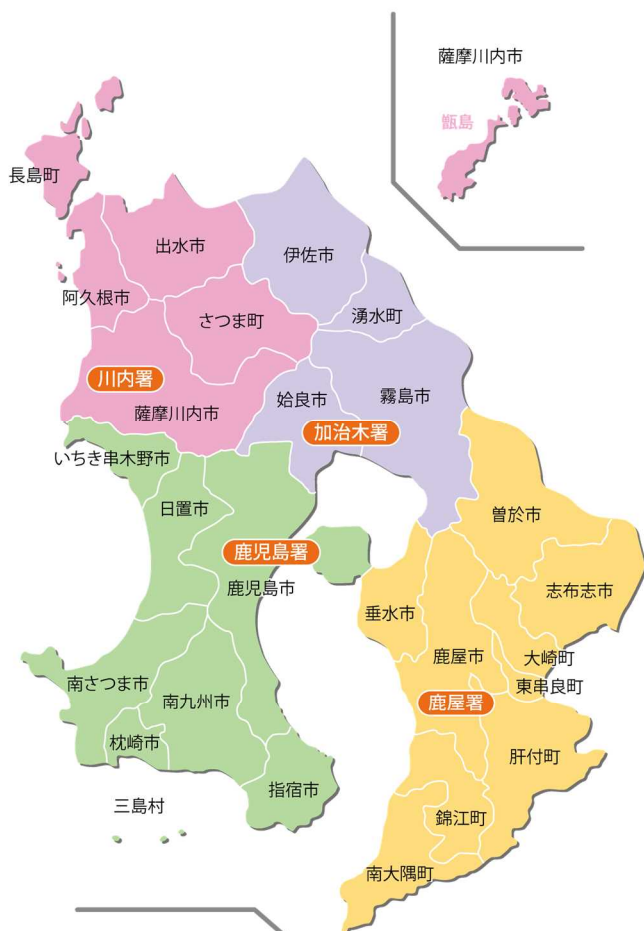 薩摩川内市
甑島
長島町
出水市
伊佐市
阿久根市
さつま町
湧水町
川内署
薩摩川内市
姶良市
霧島市
加治木署
いちき串木野市
日置市
曽於市
鹿児島署
鹿児島市
志布志市
垂水市
鹿屋市
大崎町
東串良町
南さつま市
南九州市
鹿屋署
枕崎市
肝付町
指宿市
三島村
錦江町
南大隅町